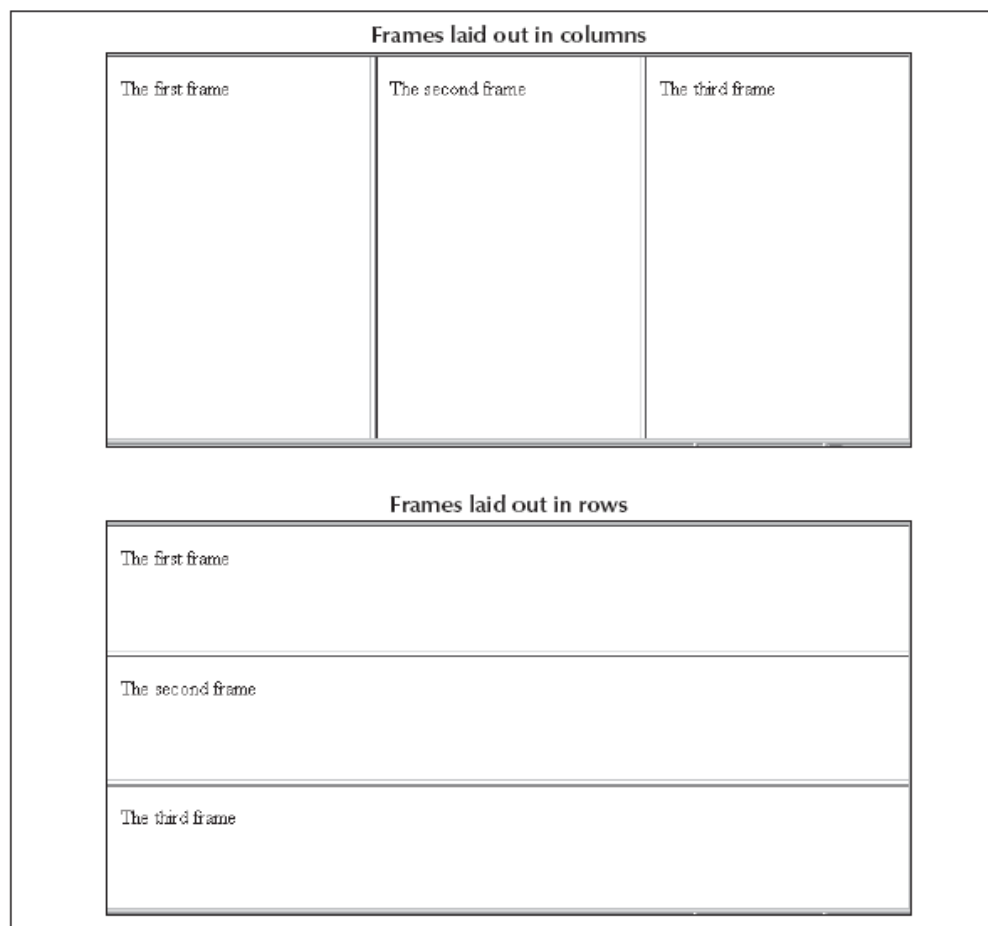 Frames laid out in columns
The first frame
The second frame
The third frame
Frames laid out in rows
The first frame
The second frame
The third frame